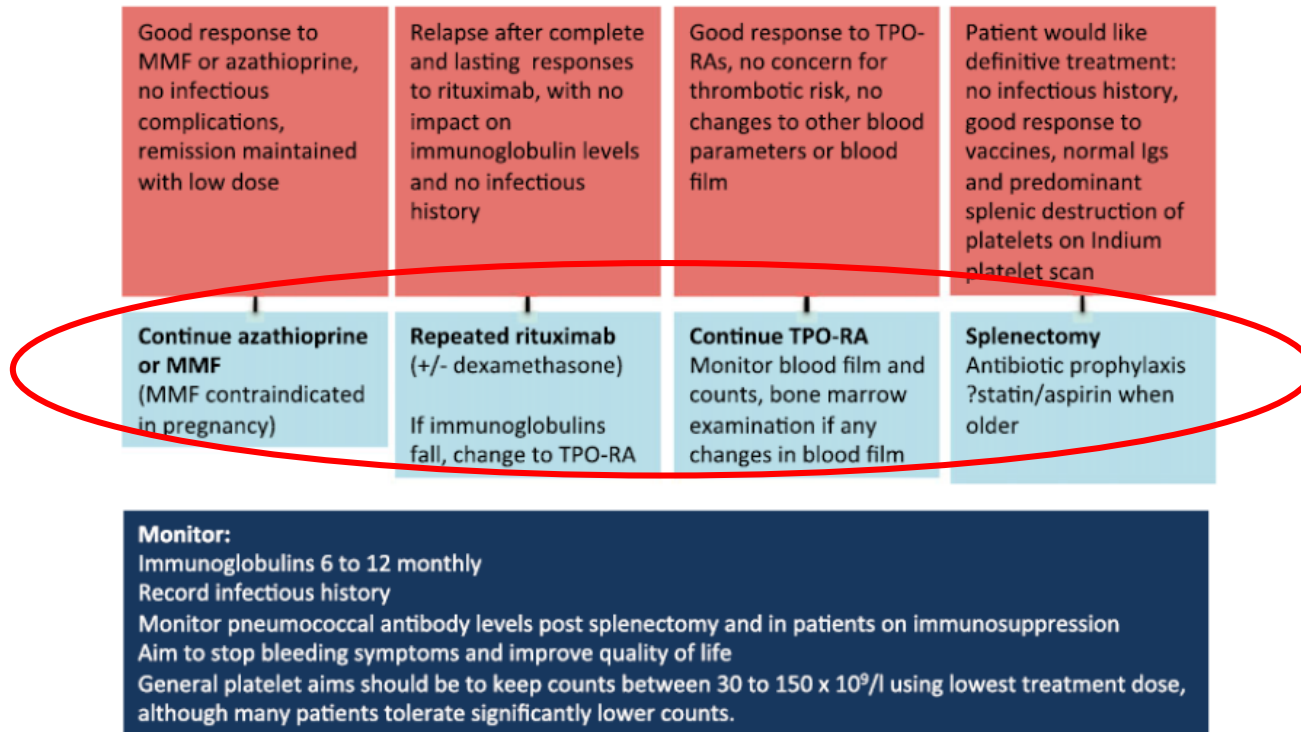 Good response to
MMF or azathioprine,
no infectious
complications,
remission maintained
with low dose
Relapse after complete
and lasting responses
to rituximab, with no
impact on
immunoglobulin levels
and no infectious
history
Good response to TPO-
RAs, no concern for
thrombotic risk, no
changes to other blood
parameters or blood
film
Patient would like
definitive treatment:
no infectious history,
good response to
vaccines, normal Igs
and predominant
splenic destruction of
platelets on Indium
platelet scan
Continue azathioprine
or MMF
(MMF contraindicated
in pregnancy)
Repeated rituximab
(+/- dexamethasone)
If immunoglobulins
fall, change to TPO-RA
Continue TPO-RA
Monitor blood film and
counts, bone marrow
examination if any
changes in blood film
Splenectomy
Antibiotic prophylaxis
?statin/aspirin when
older
Monitor:
Immunoglobulins 6 to 12 monthly
Record infectious history
Monitor pneumococcal antibody levels post splenectomy and in patients on immunosuppression
Aim to stop bleeding symptoms and improve quality of life
General platelet aims should be to keep counts between 30 to 150 x 10⁹/l using lowest treatment dose,
although many patients tolerate significantly lower counts.